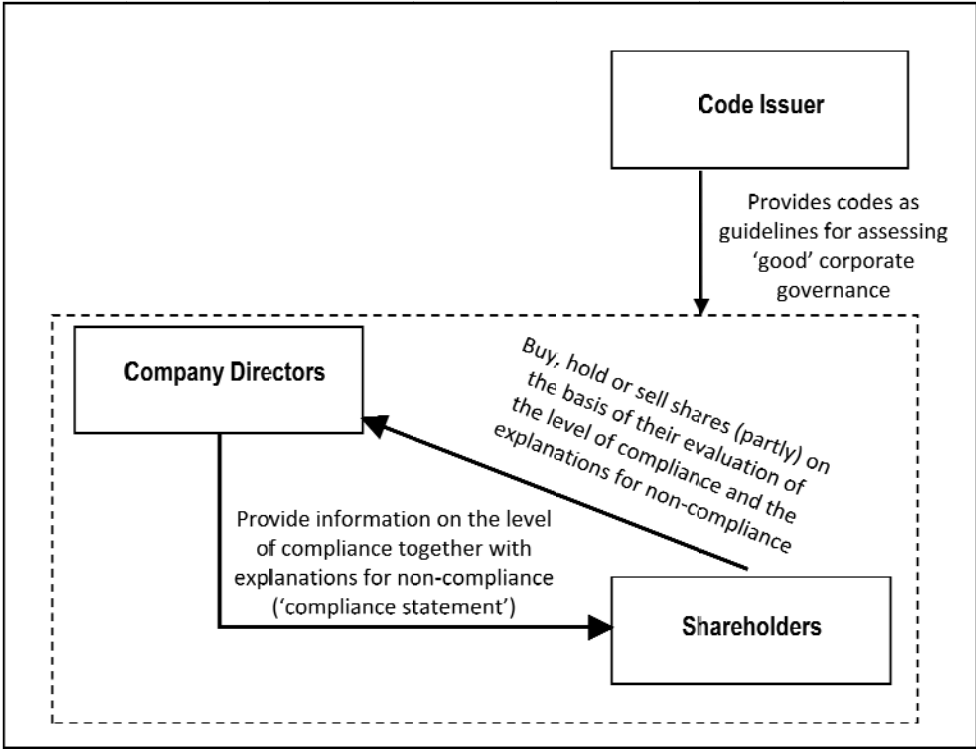 Code Issuer
Provides codes as
guidelines for assessing
‘good’ corporate
governance
Company Directors
Buy, hold or sell shares (partly) on
the basis of their evaluation of
the level of compliance and the
explanations for non-compliance
Provide information on the level
of compliance together with
explanations for non-compliance
(‘compliance statement’)
Shareholders